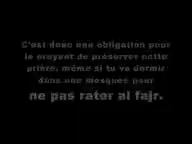 C'est donc une obligation pour
le croyant de préserver cette
prière, même si tu va dormir
dans une mosquée pour
ne pas rater al fajr.